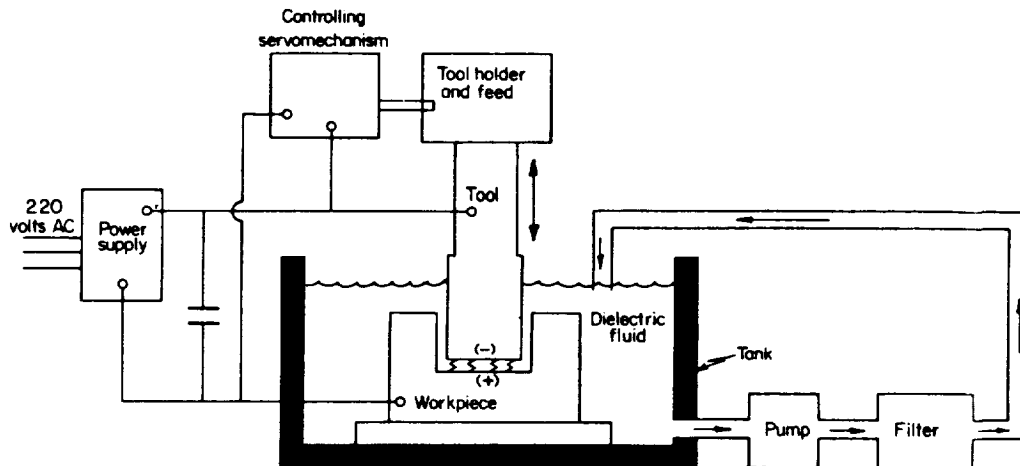 Controlling
servomechanism
Tool holder
and feed
220
volts AC
Power
supply
Tool
Dielectric
fluid
(-)
(+)
Tank
Workpiece
Pump
Filter